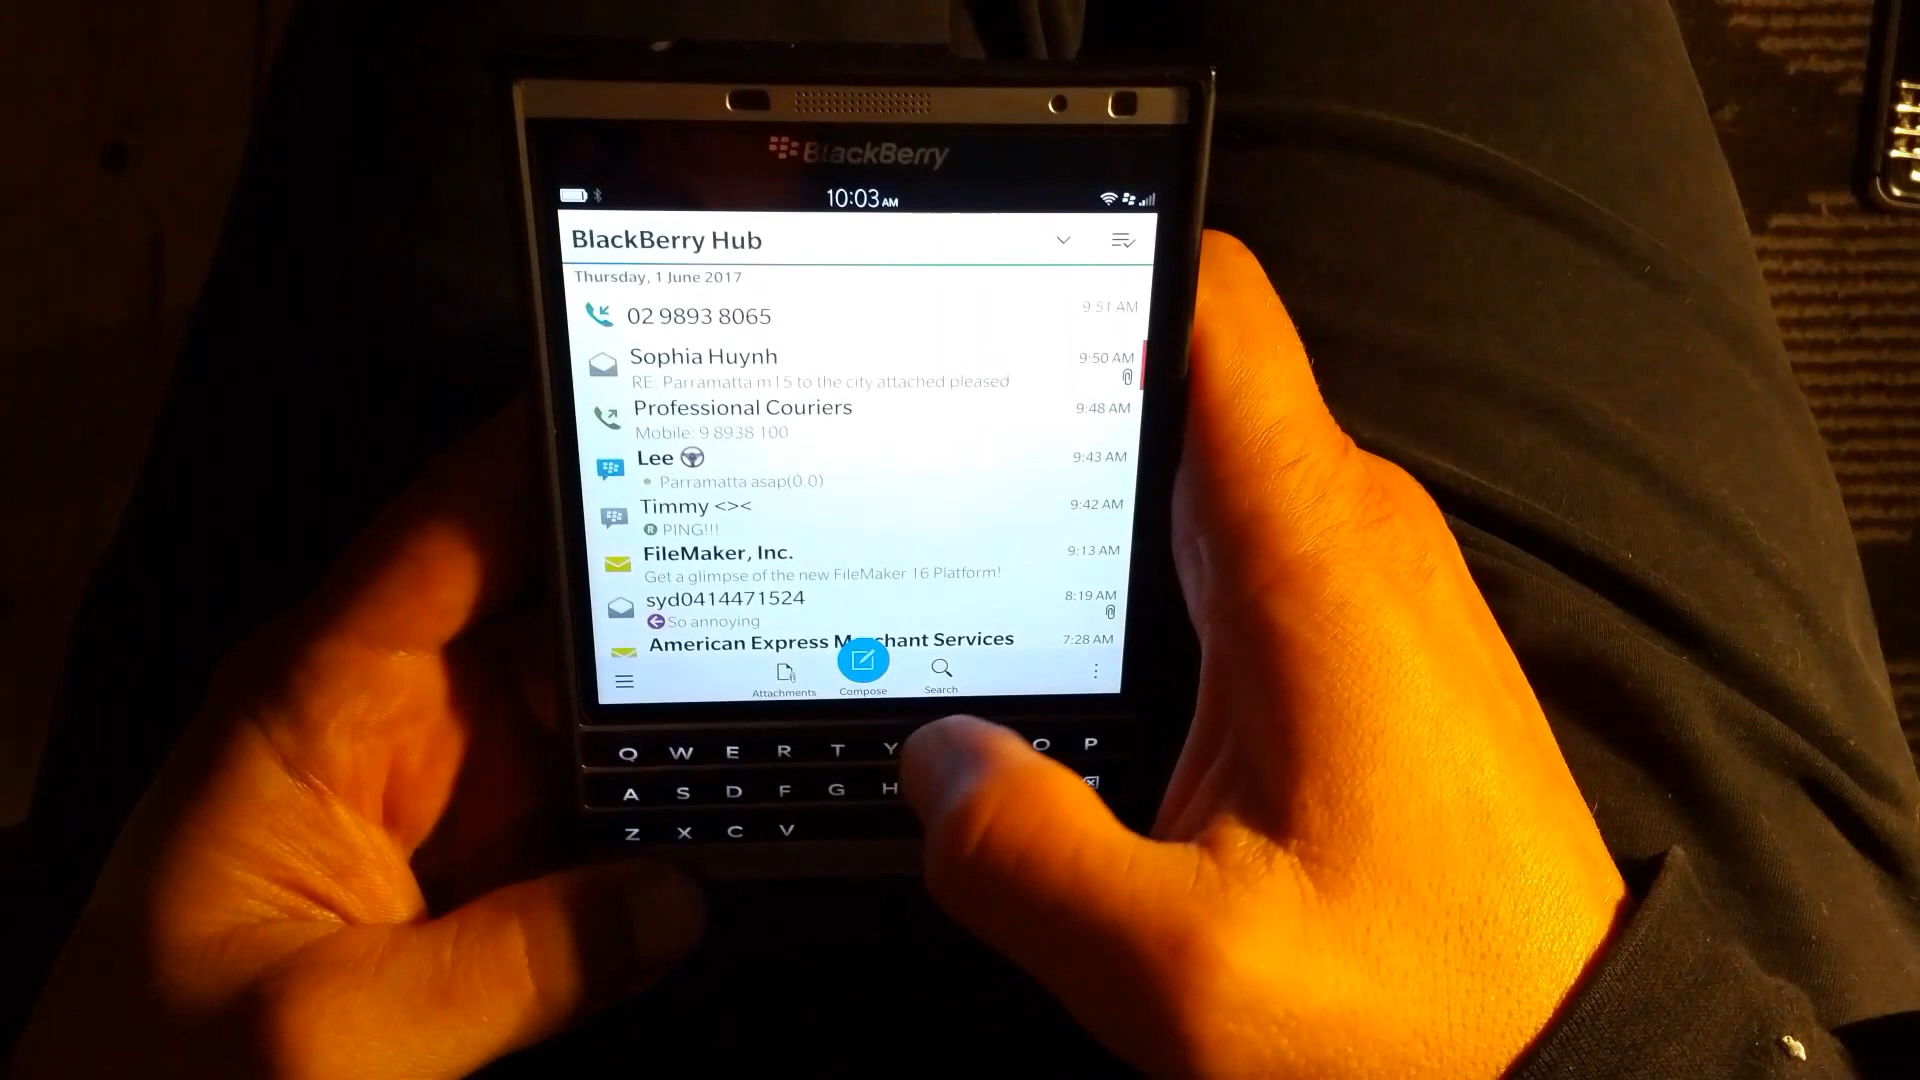 BlackBerry
10:03 AM
BlackBerry Hub
Thursday, 1 June 2017
02 9893 8065
9:51 AM
Sophia Huynh
9:50 AM
RE: Parramatta m15 to the city attached pleased
Professional Couriers
9:48 AM
Mobile: 9 8938 100
Lee
9:43 AM
Parramatta asap(0.0)
Timmy <><
9:42 AM
R PING!!!
FileMaker, Inc.
9:13 AM
Get a glimpse of the new FileMaker 16 Platform!
syd0414471524
8:19 AM
So annoying
American Express M chant Services
7:28 AM
Attachments
Compose
Search
Q W E R T Y O P
A S D F G H
Z X C V